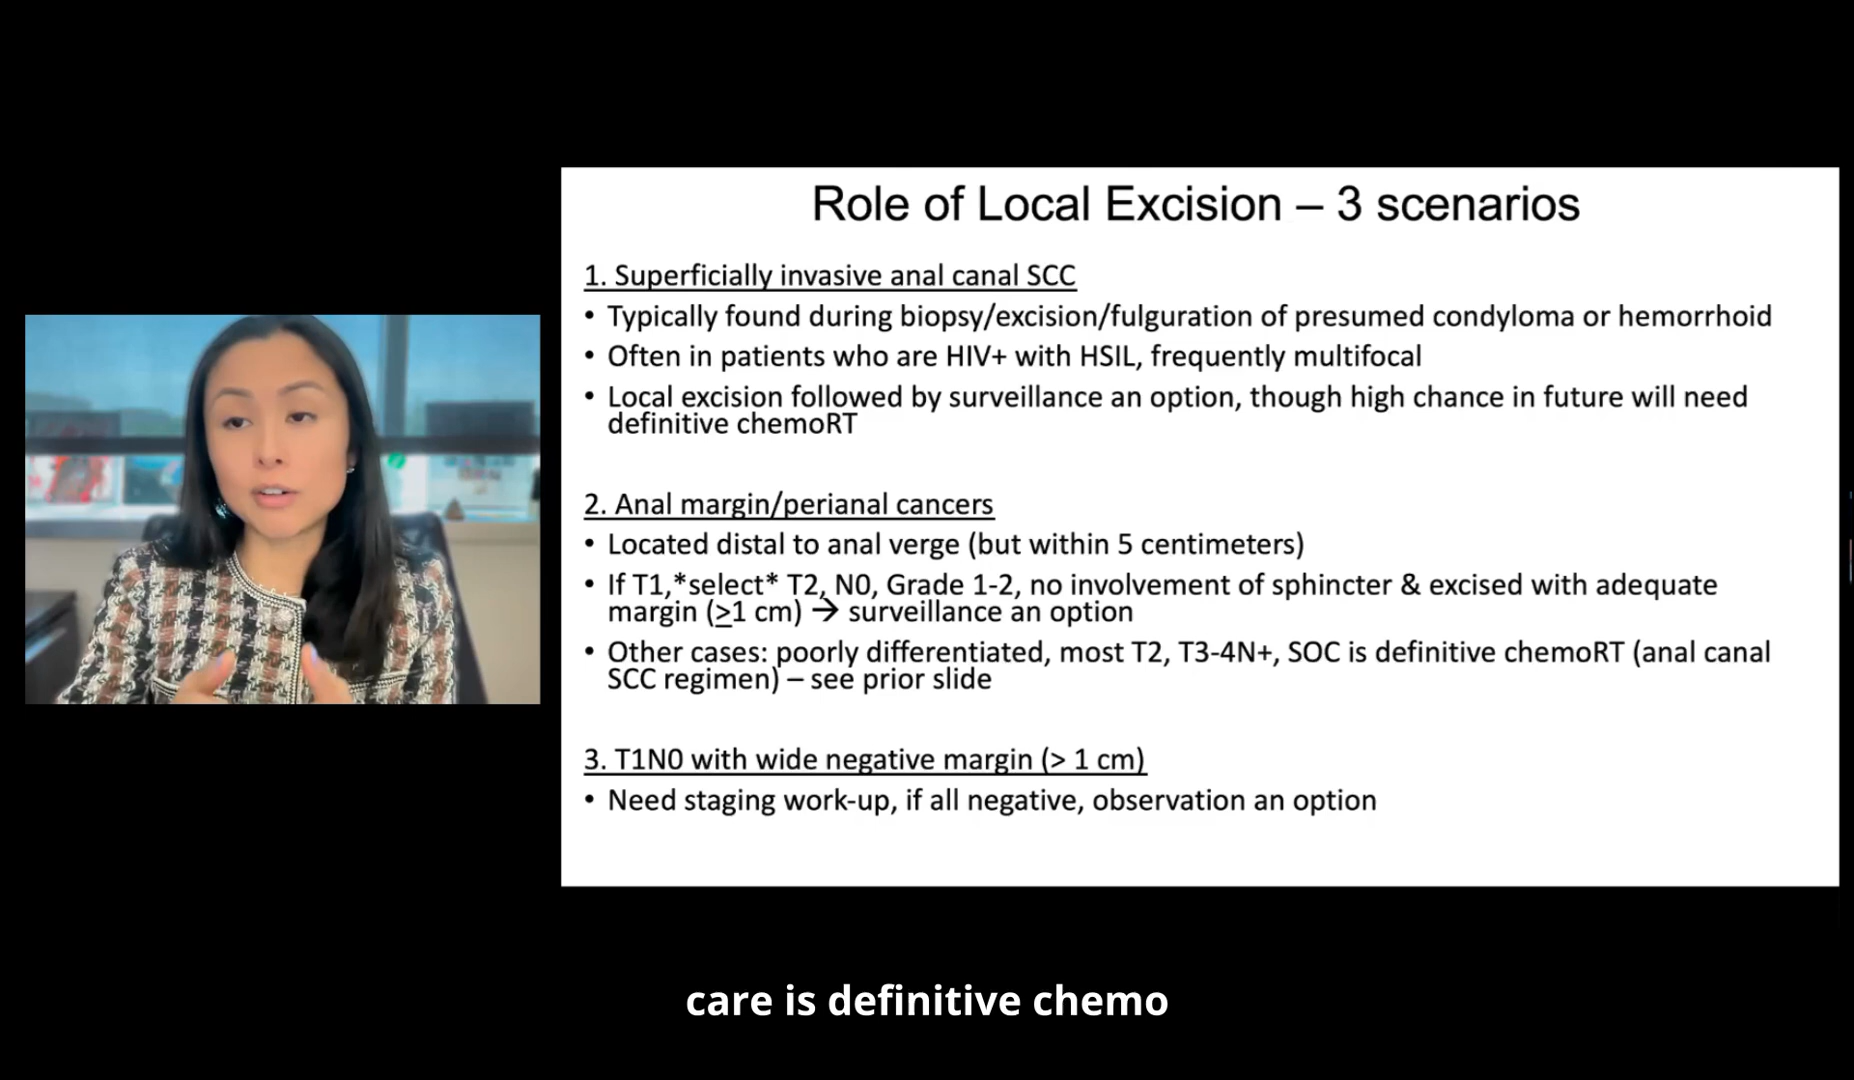 Role of Local Excision – 3 scenarios
1. Superficially invasive anal canal SCC
• Typically found during biopsy/excision/fulguration of presumed condyloma or hemorrhoid
• Often in patients who are HIV+ with HSIL, frequently multifocal
• Local excision followed by surveillance an option, though high chance in future will need
definitive chemoRT
2. Anal margin/perianal cancers
• Located distal to anal verge (but within 5 centimeters)
• If T1,*select* T2, N0, Grade 1-2, no involvement of sphincter & excised with adequate
margin (≥1 cm) → surveillance an option
• Other cases: poorly differentiated, most T2, T3-4N+, SOC is definitive chemoRT (anal canal
SCC regimen) – see prior slide
3. T1N0 with wide negative margin (> 1 cm)
• Need staging work-up, if all negative, observation an option
care is definitive chemo